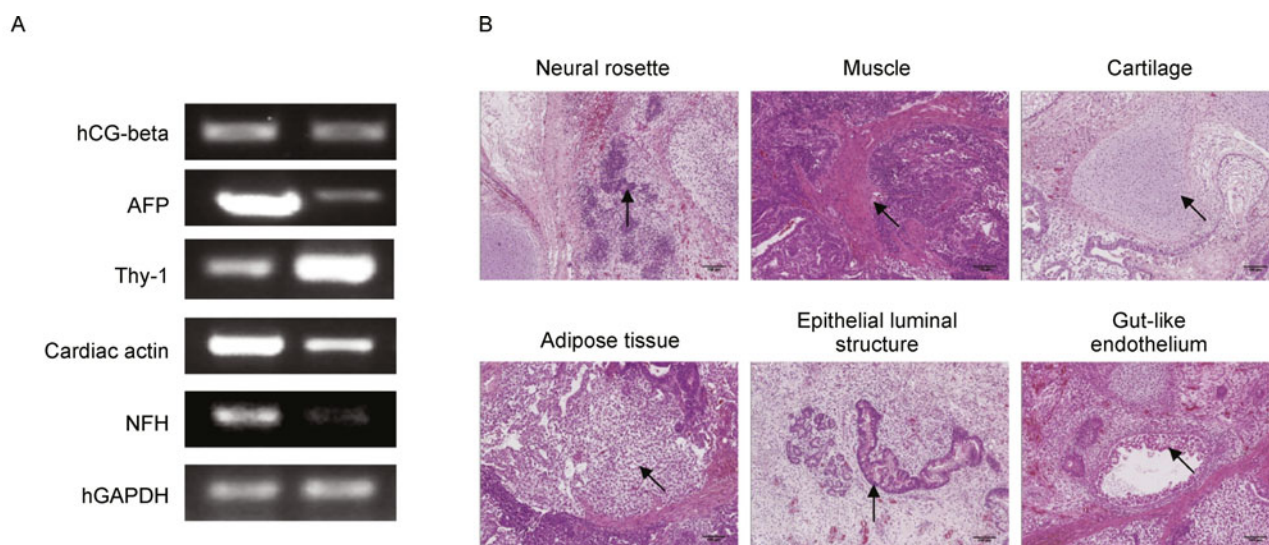 A
hCG-beta
AFP
Thy-1
Cardiac actin
NFH
hGAPDH
B
Neural rosette
Muscle
Cartilage
Adipose tissue
Epithelial luminal
structure
Gut-like
endothelium